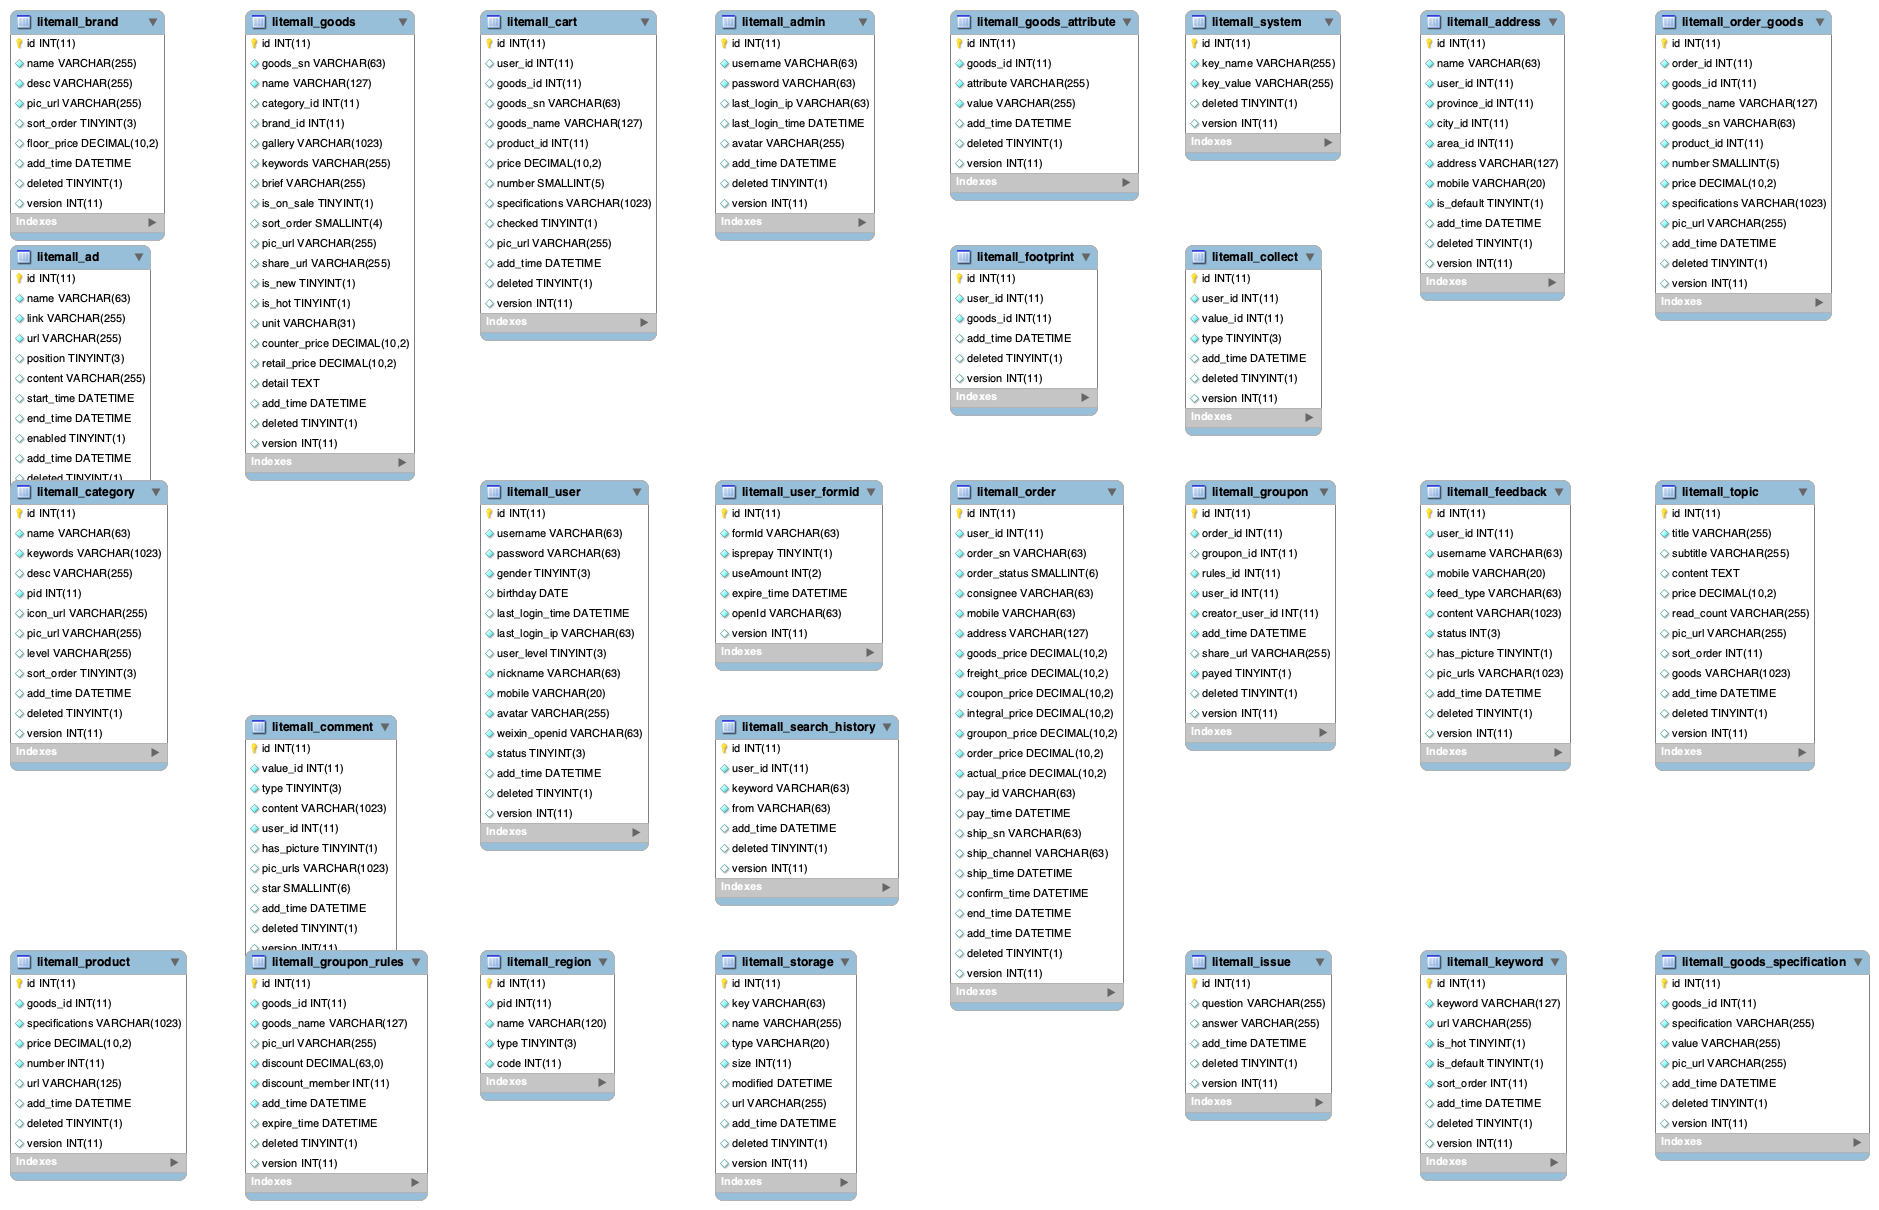 litemall_brand
id INT(11)
name VARCHAR(255)
desc VARCHAR(255)
pic_url VARCHAR(255)
sort_order TINYINT(3)
floor_price DECIMAL(10,2)
add_time DATETIME
deleted TINYINT(1)
version INT(11)
Indexes
litemall_ad
id INT(11)
name VARCHAR(63)
link VARCHAR(255)
url VARCHAR(255)
position TINYINT(3)
content VARCHAR(255)
start_time DATETIME
end_time DATETIME
enabled TINYINT(1)
add_time DATETIME
deleted TINYINT(1)
litemall_category
id INT(11)
name VARCHAR(63)
keywords VARCHAR(1023)
desc VARCHAR(255)
pid INT(11)
icon_url VARCHAR(255)
pic_url VARCHAR(255)
level VARCHAR(255)
sort_order TINYINT(3)
add_time DATETIME
deleted TINYINT(1)
version INT(11)
Indexes
litemall_product
id INT(11)
goods_id INT(11)
specifications VARCHAR(1023)
price DECIMAL(10,2)
number INT(11)
url VARCHAR(125)
add_time DATETIME
deleted TINYINT(1)
version INT(11)
Indexes
litemall_goods
id INT(11)
goods_sn VARCHAR(63)
name VARCHAR(127)
category_id INT(11)
brand_id INT(11)
gallery VARCHAR(1023)
keywords VARCHAR(255)
brief VARCHAR(255)
is_on_sale TINYINT(1)
sort_order SMALLINT(4)
pic_url VARCHAR(255)
share_url VARCHAR(255)
is_new TINYINT(1)
is_hot TINYINT(1)
unit VARCHAR(31)
counter_price DECIMAL(10,2)
retail_price DECIMAL(10,2)
detail TEXT
add_time DATETIME
deleted TINYINT(1)
version INT(11)
Indexes
litemall_comment
id INT(11)
value_id INT(11)
type TINYINT(3)
content VARCHAR(1023)
user_id INT(11)
has_picture TINYINT(1)
pic_urls VARCHAR(1023)
star SMALLINT(6)
add_time DATETIME
deleted TINYINT(1)
version INT(11)
litemall_groupon_rules
id INT(11)
goods_id INT(11)
goods_name VARCHAR(127)
pic_url VARCHAR(255)
discount DECIMAL(63,0)
discount_member INT(11)
add_time DATETIME
expire_time DATETIME
deleted TINYINT(1)
version INT(11)
Indexes
litemall_cart
id INT(11)
user_id INT(11)
goods_id INT(11)
goods_sn VARCHAR(63)
goods_name VARCHAR(127)
product_id INT(11)
price DECIMAL(10,2)
number SMALLINT(5)
specifications VARCHAR(1023)
checked TINYINT(1)
pic_url VARCHAR(255)
add_time DATETIME
deleted TINYINT(1)
version INT(11)
Indexes
litemall_user
id INT(11)
username VARCHAR(63)
password VARCHAR(63)
gender TINYINT(3)
birthday DATE
last_login_time DATETIME
last_login_ip VARCHAR(63)
user_level TINYINT(3)
nickname VARCHAR(63)
mobile VARCHAR(20)
avatar VARCHAR(255)
weixin_openid VARCHAR(63)
status TINYINT(3)
add_time DATETIME
deleted TINYINT(1)
version INT(11)
Indexes
litemall_region
id INT(11)
pid INT(11)
name VARCHAR(120)
type TINYINT(3)
code INT(11)
Indexes
litemall_admin
id INT(11)
username VARCHAR(63)
password VARCHAR(63)
last_login_ip VARCHAR(63)
last_login_time DATETIME
avatar VARCHAR(255)
add_time DATETIME
deleted TINYINT(1)
version INT(11)
Indexes
litemall_user_formid
id INT(11)
formId VARCHAR(63)
isprepay TINYINT(1)
useAmount INT(2)
expire_time DATETIME
openId VARCHAR(63)
version INT(11)
Indexes
litemall_search_history
id INT(11)
user_id INT(11)
keyword VARCHAR(63)
from VARCHAR(63)
add_time DATETIME
deleted TINYINT(1)
version INT(11)
Indexes
litemall_storage
id INT(11)
key VARCHAR(63)
name VARCHAR(255)
type VARCHAR(20)
size INT(11)
modified DATETIME
url VARCHAR(255)
add_time DATETIME
deleted TINYINT(1)
version INT(11)
Indexes
litemall_goods_attribute
id INT(11)
goods_id INT(11)
attribute VARCHAR(255)
value VARCHAR(255)
add_time DATETIME
deleted TINYINT(1)
version INT(11)
Indexes
litemall_footprint
id INT(11)
user_id INT(11)
goods_id INT(11)
add_time DATETIME
deleted TINYINT(1)
version INT(11)
Indexes
litemall_order
id INT(11)
user_id INT(11)
order_sn VARCHAR(63)
order_status SMALLINT(6)
consignee VARCHAR(63)
mobile VARCHAR(63)
address VARCHAR(127)
goods_price DECIMAL(10,2)
freight_price DECIMAL(10,2)
coupon_price DECIMAL(10,2)
integral_price DECIMAL(10,2)
groupon_price DECIMAL(10,2)
order_price DECIMAL(10,2)
actual_price DECIMAL(10,2)
pay_id VARCHAR(63)
pay_time DATETIME
ship_sn VARCHAR(63)
ship_channel VARCHAR(63)
ship_time DATETIME
confirm_time DATETIME
end_time DATETIME
add_time DATETIME
deleted TINYINT(1)
version INT(11)
Indexes
litemall_system
id INT(11)
key_name VARCHAR(255)
key_value VARCHAR(255)
deleted TINYINT(1)
version INT(11)
Indexes
litemall_collect
id INT(11)
user_id INT(11)
value_id INT(11)
type TINYINT(3)
add_time DATETIME
deleted TINYINT(1)
version INT(11)
Indexes
litemall_groupon
id INT(11)
order_id INT(11)
groupon_id INT(11)
rules_id INT(11)
user_id INT(11)
creator_user_id INT(11)
add_time DATETIME
share_url VARCHAR(255)
payed TINYINT(1)
deleted TINYINT(1)
version INT(11)
Indexes
litemall_issue
id INT(11)
question VARCHAR(255)
answer VARCHAR(255)
add_time DATETIME
deleted TINYINT(1)
version INT(11)
Indexes
litemall_address
id INT(11)
name VARCHAR(63)
user_id INT(11)
province_id INT(11)
city_id INT(11)
area_id INT(11)
address VARCHAR(127)
mobile VARCHAR(20)
is_default TINYINT(1)
add_time DATETIME
deleted TINYINT(1)
version INT(11)
Indexes
litemall_feedback
id INT(11)
user_id INT(11)
username VARCHAR(63)
mobile VARCHAR(20)
feed_type VARCHAR(63)
content VARCHAR(1023)
status INT(3)
has_picture TINYINT(1)
pic_urls VARCHAR(1023)
add_time DATETIME
deleted TINYINT(1)
version INT(11)
Indexes
litemall_keyword
id INT(11)
keyword VARCHAR(127)
url VARCHAR(255)
is_hot TINYINT(1)
is_default TINYINT(1)
sort_order INT(11)
add_time DATETIME
deleted TINYINT(1)
version INT(11)
Indexes
litemall_order_goods
id INT(11)
order_id INT(11)
goods_id INT(11)
goods_name VARCHAR(127)
goods_sn VARCHAR(63)
product_id INT(11)
number SMALLINT(5)
price DECIMAL(10,2)
specifications VARCHAR(1023)
pic_url VARCHAR(255)
add_time DATETIME
deleted TINYINT(1)
version INT(11)
Indexes
litemall_topic
id INT(11)
title VARCHAR(255)
subtitle VARCHAR(255)
content TEXT
price DECIMAL(10,2)
read_count VARCHAR(255)
pic_url VARCHAR(255)
sort_order INT(11)
goods VARCHAR(1023)
add_time DATETIME
deleted TINYINT(1)
version INT(11)
Indexes
litemall_goods_specification
id INT(11)
goods_id INT(11)
specification VARCHAR(255)
value VARCHAR(255)
pic_url VARCHAR(255)
add_time DATETIME
deleted TINYINT(1)
version INT(11)
Indexes